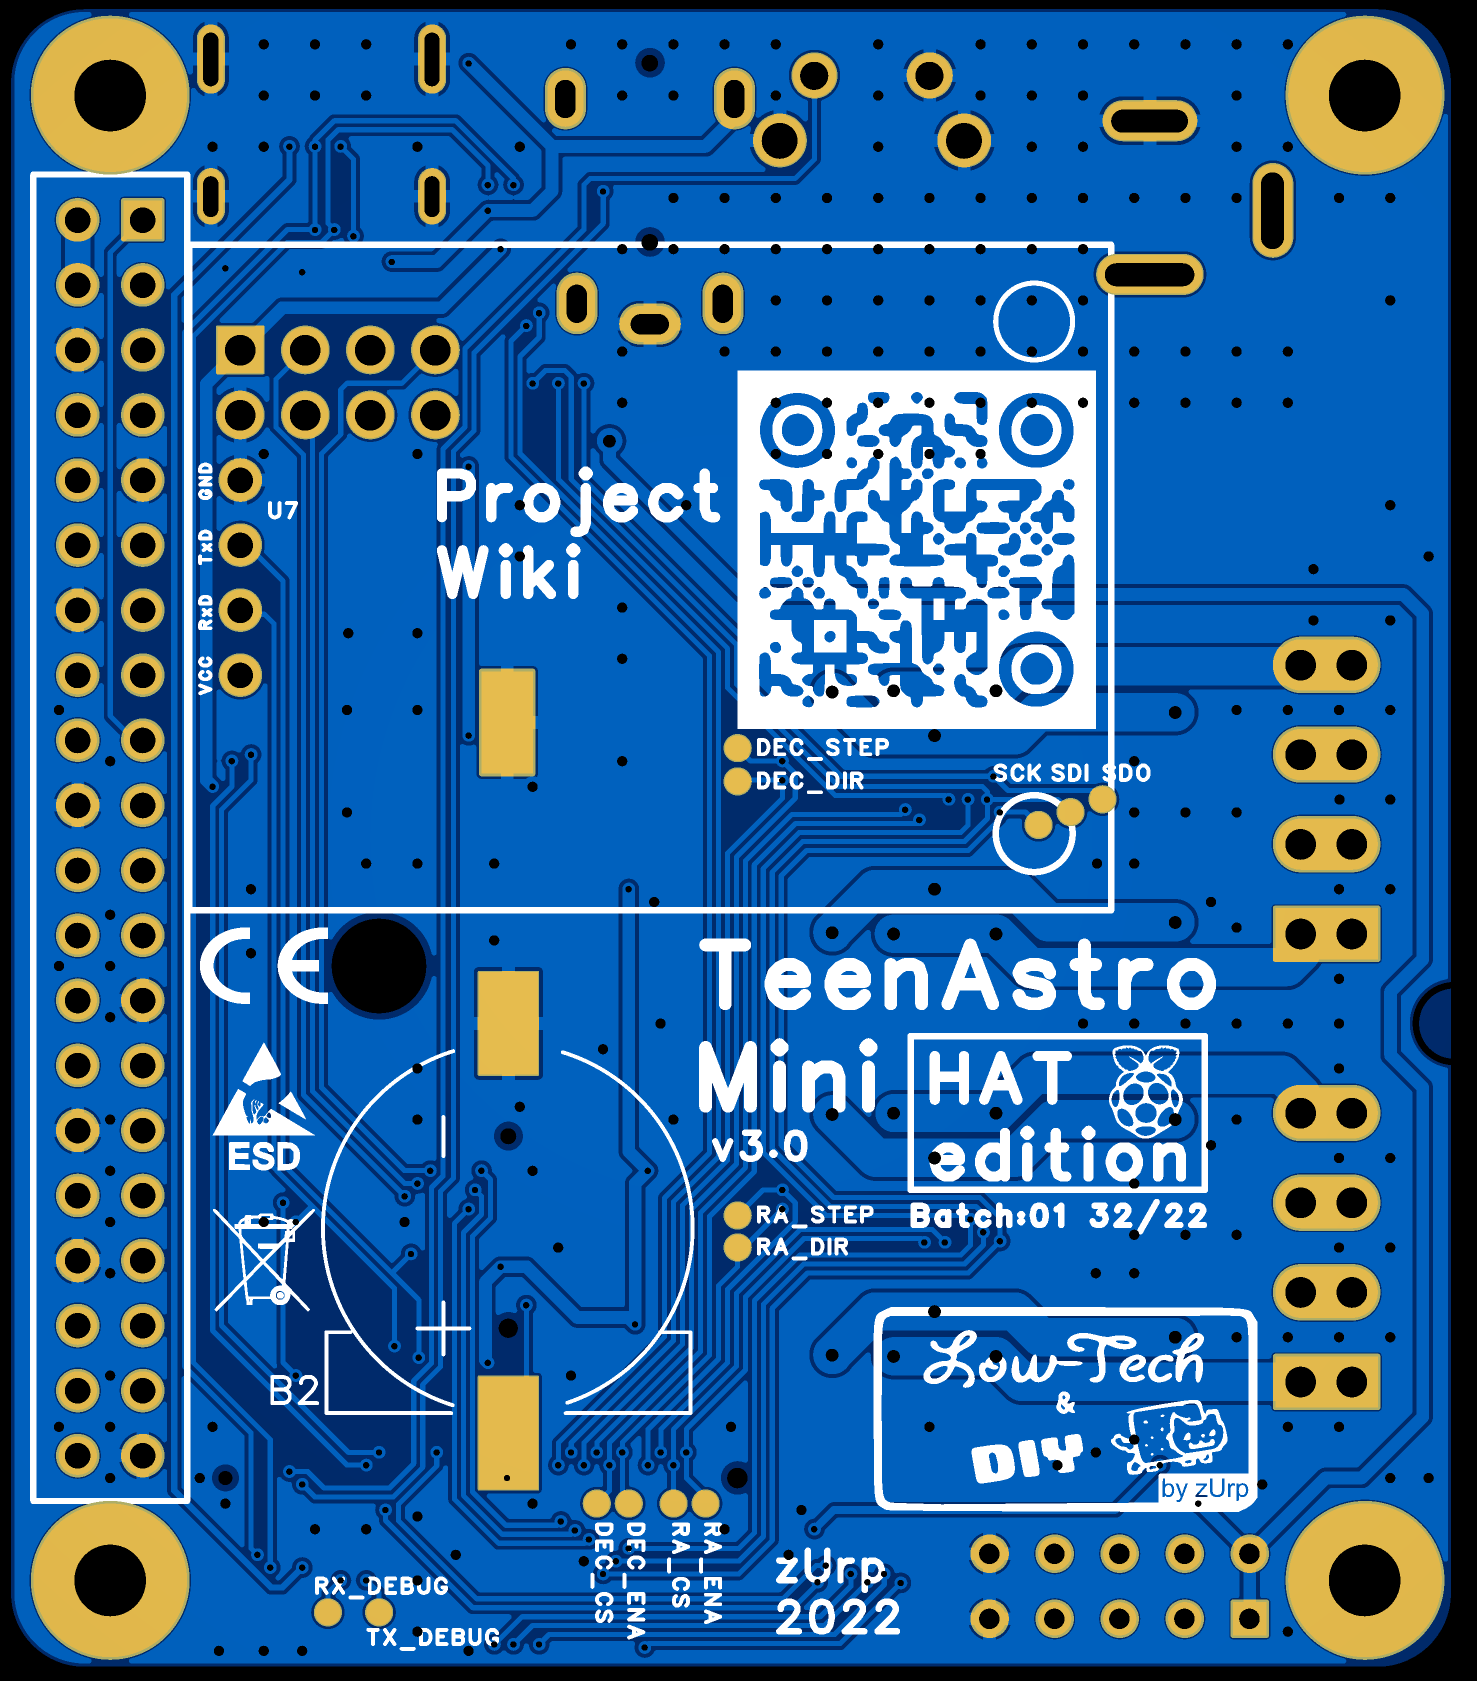 GND
U7
TxD
RxD
VCC
Project
Wiki
DEC_STEP
DEC_DIR
SCK SDI SDO
CE
TeenAstro
Mini
v3.0
HAT
edition
ESD
RA_STEP
RA_DIR
Batch:01 32/22
B2
Low-Tech
&
DIY
by zUrp
DEC_CS
DEC_ENA
RA_CS
RA_ENA
RX_DEBUG
TX_DEBUG
zUrp
2022